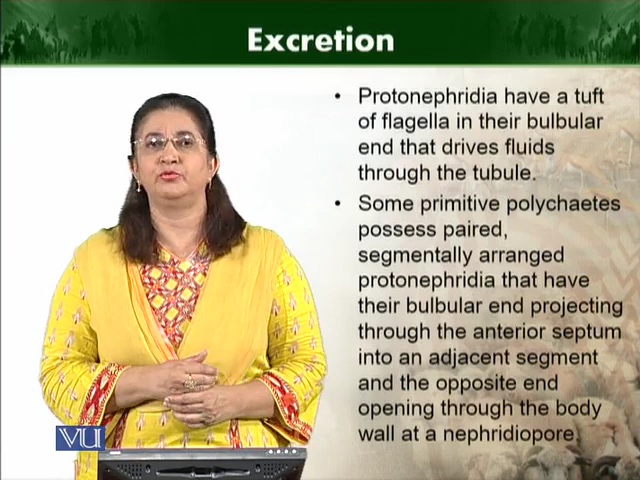 Excretion
• Protonephridia have a tuft
of flagella in their bulbular
end that drives fluids
through the tubule.
• Some primitive polychaetes
possess paired,
segmentally arranged
protonephridia that have
their bulbular end projecting
through the anterior septum
into an adjacent segment
and the opposite end
opening through the body
wall at a nephridiopore.
VU